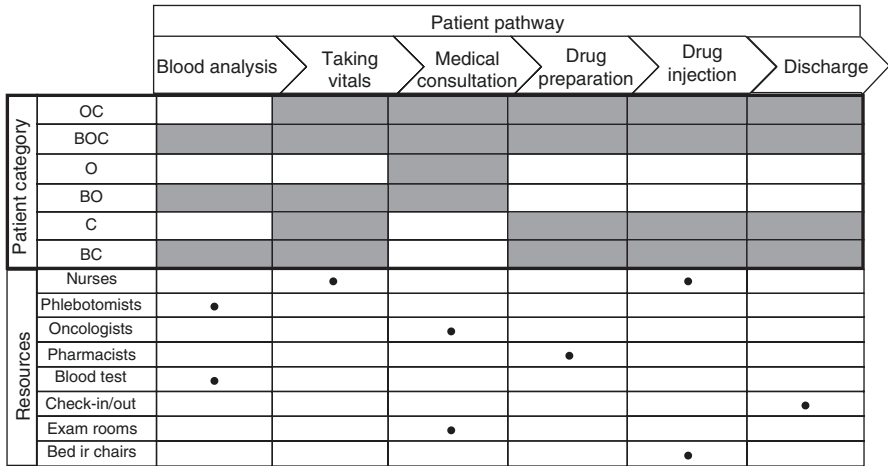 Patient pathway
Blood analysis
Taking
vitals
Medical
consultation
Drug
preparation
Drug
injection
Discharge
Patient category
OC
BOC
O
BO
C
BC
Resources
Nurses
Phlebotomists
Oncologists
Pharmacists
Blood test
Check-in/out
Exam rooms
Bed ir chairs